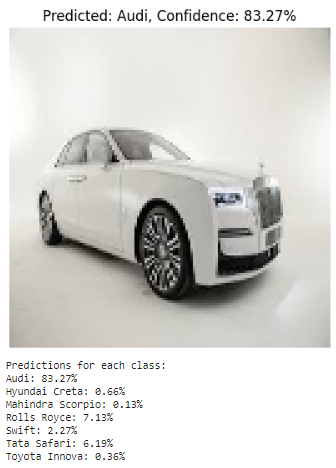 Predicted: Audi, Confidence: 83.27%
Predictions for each class:
Audi: 83.27%
Hyundai Creta: 0.66%
Mahindra Scorpio: 0.13%
Rolls Royce: 7.13%
Swift: 2.27%
Tata Safari: 6.19%
Toyota Innova: 0.36%